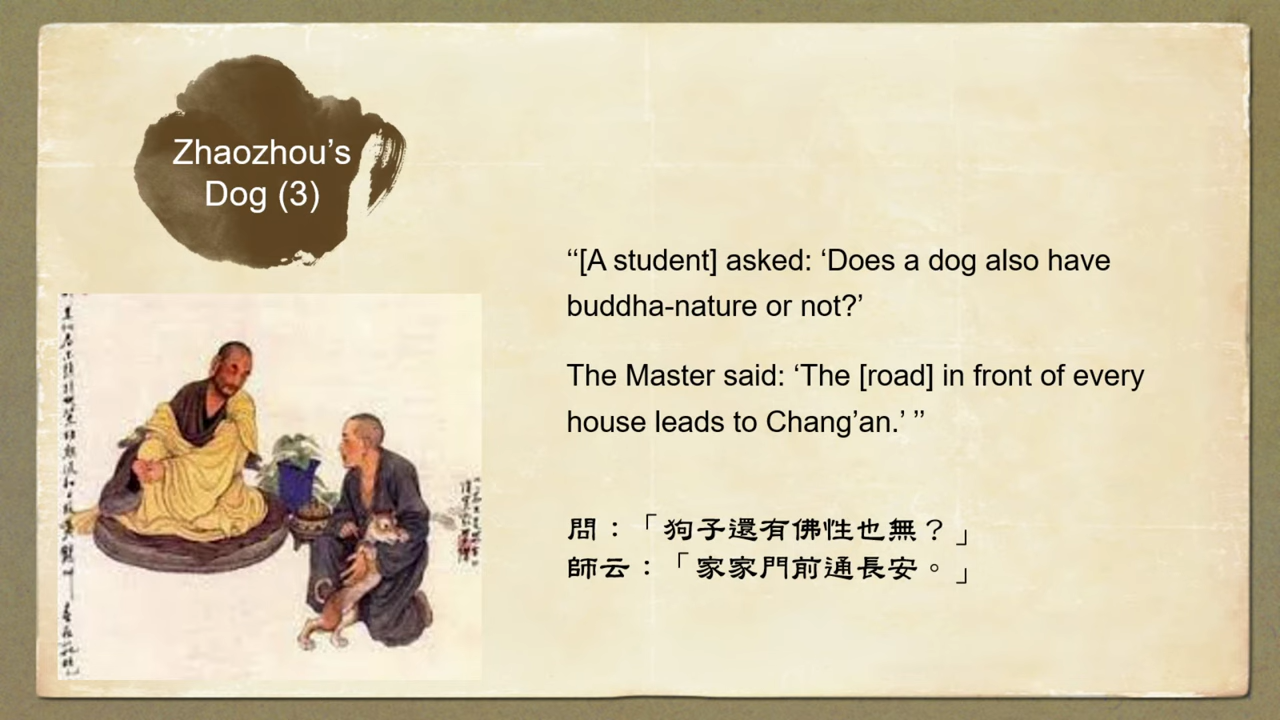 Zhaozhou’s
Dog (3)
“[A student] asked: ‘Does a dog also have
buddha-nature or not?’
The Master said: ‘The [road] in front of every
house leads to Chang’an.’ ”
問：「狗子還有佛性也無？」
師云：「家家門前通長安。」